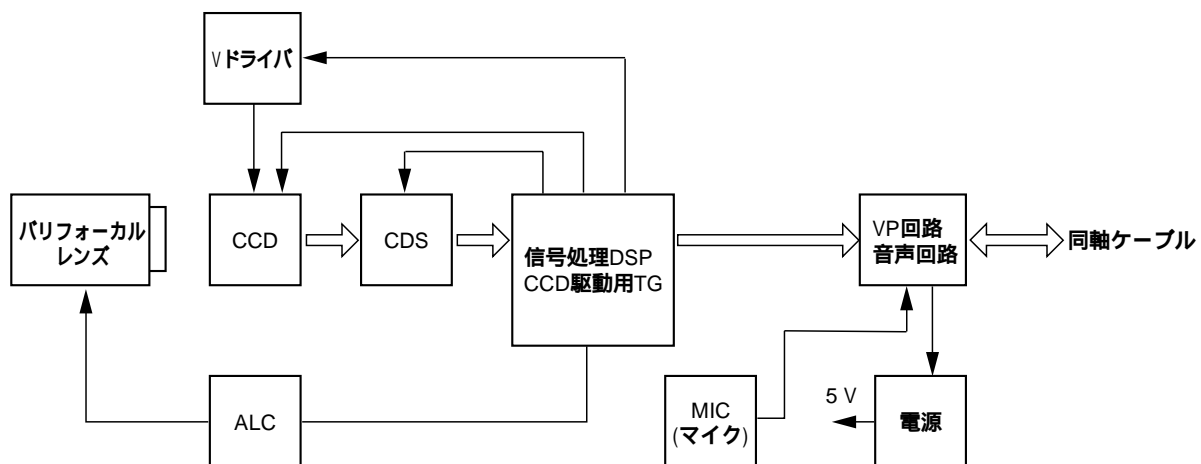 Vドライバ
バリフォーカル
レンズ
CCD
CDS
信号処理DSP
CCD駆動用TG
VP回路
音声回路
同軸ケーブル
ALC
MIC
(マイク)
5 V
電源